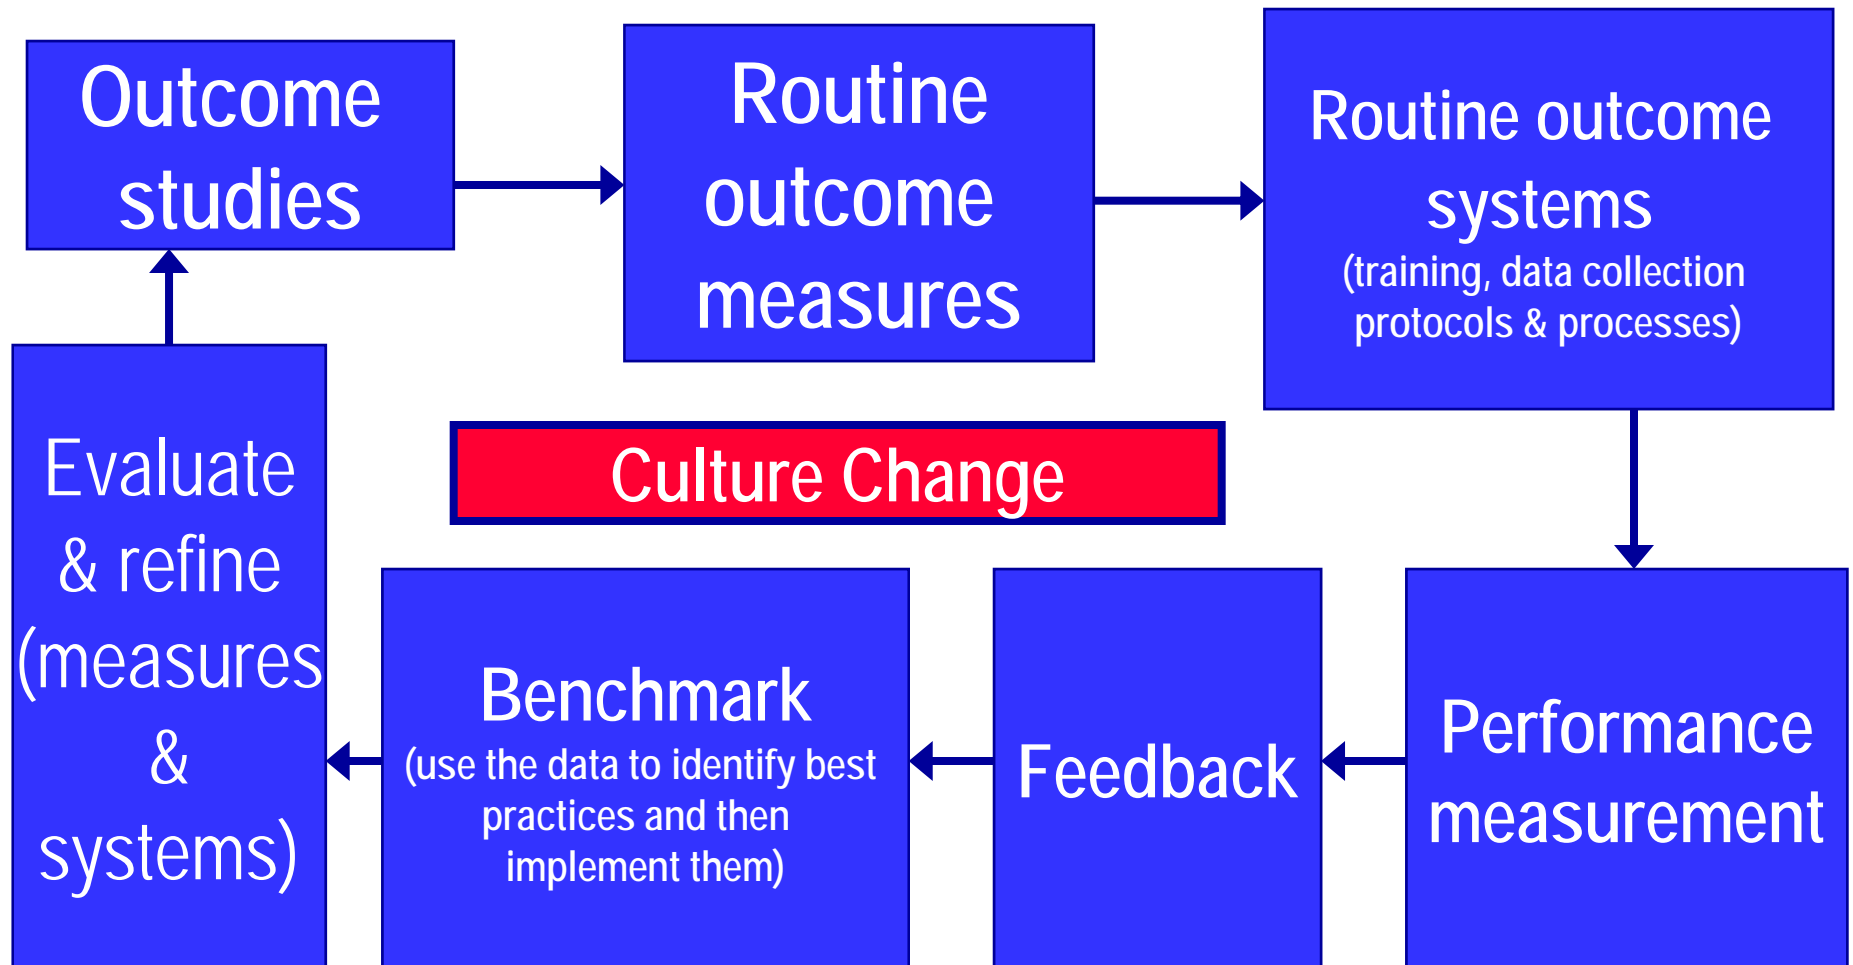 Outcome
studies
Routine
outcome
measures
Routine outcome
systems
(training, data collection
protocols & processes)
Culture Change
Evaluate
& refine
(measures
&
systems)
Benchmark
(use the data to identify best
practices and then
implement them)
Feedback
Performance
measurement